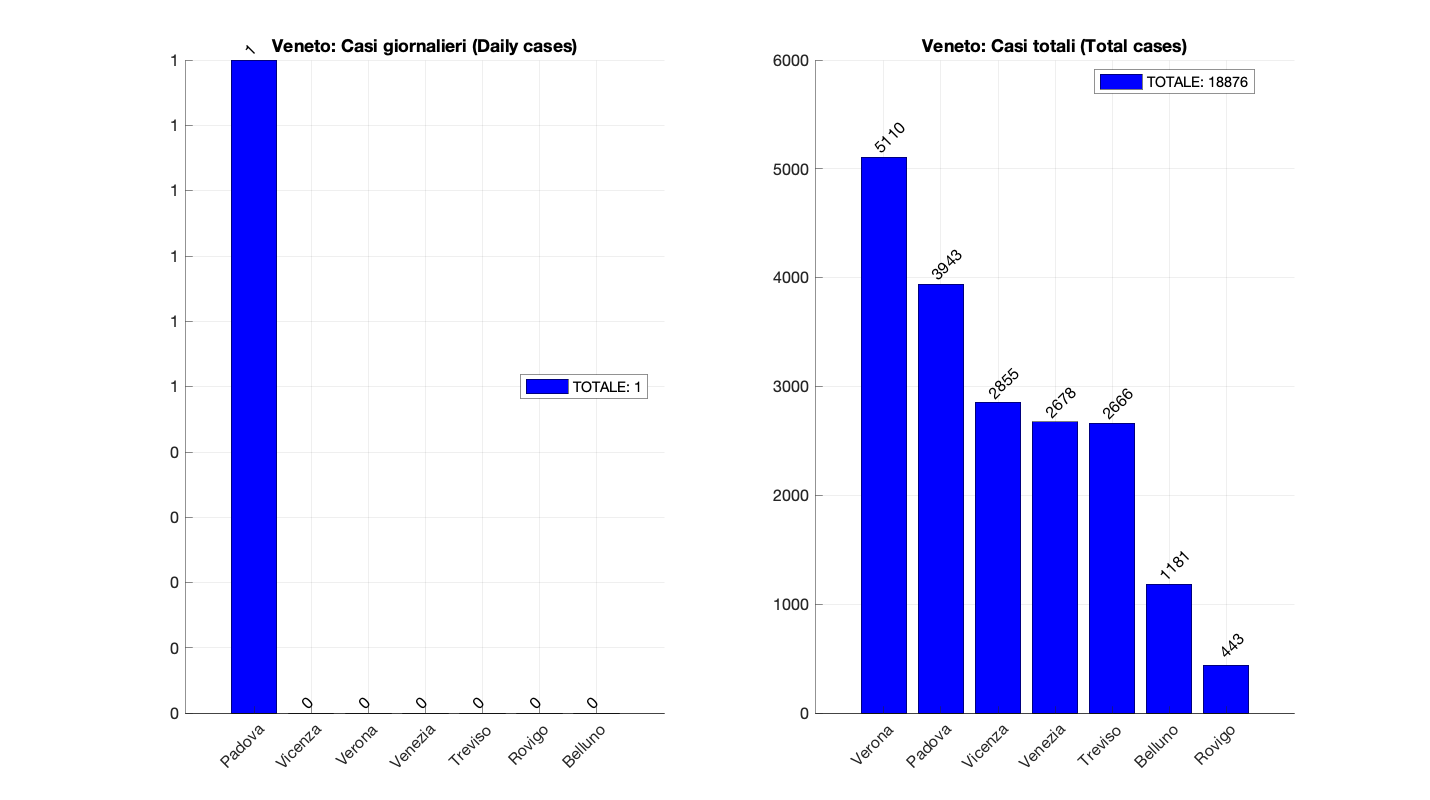 Veneto: Casi giornalieri (Daily cases)
1
1
1
1
1
1
1
0
0
0
0
0
0
0
0
0
0
0
TOTALE: 1
Padova
Vicenza
Verona
Venezia
Treviso
Rovigo
Belluno
Veneto: Casi totali (Total cases)
6000
5000
4000
3000
2000
1000
0
TOTALE: 18876
5110
3943
2855
2678
2666
1181
443
Verona
Padova
Vicenza
Venezia
Treviso
Belluno
Rovigo